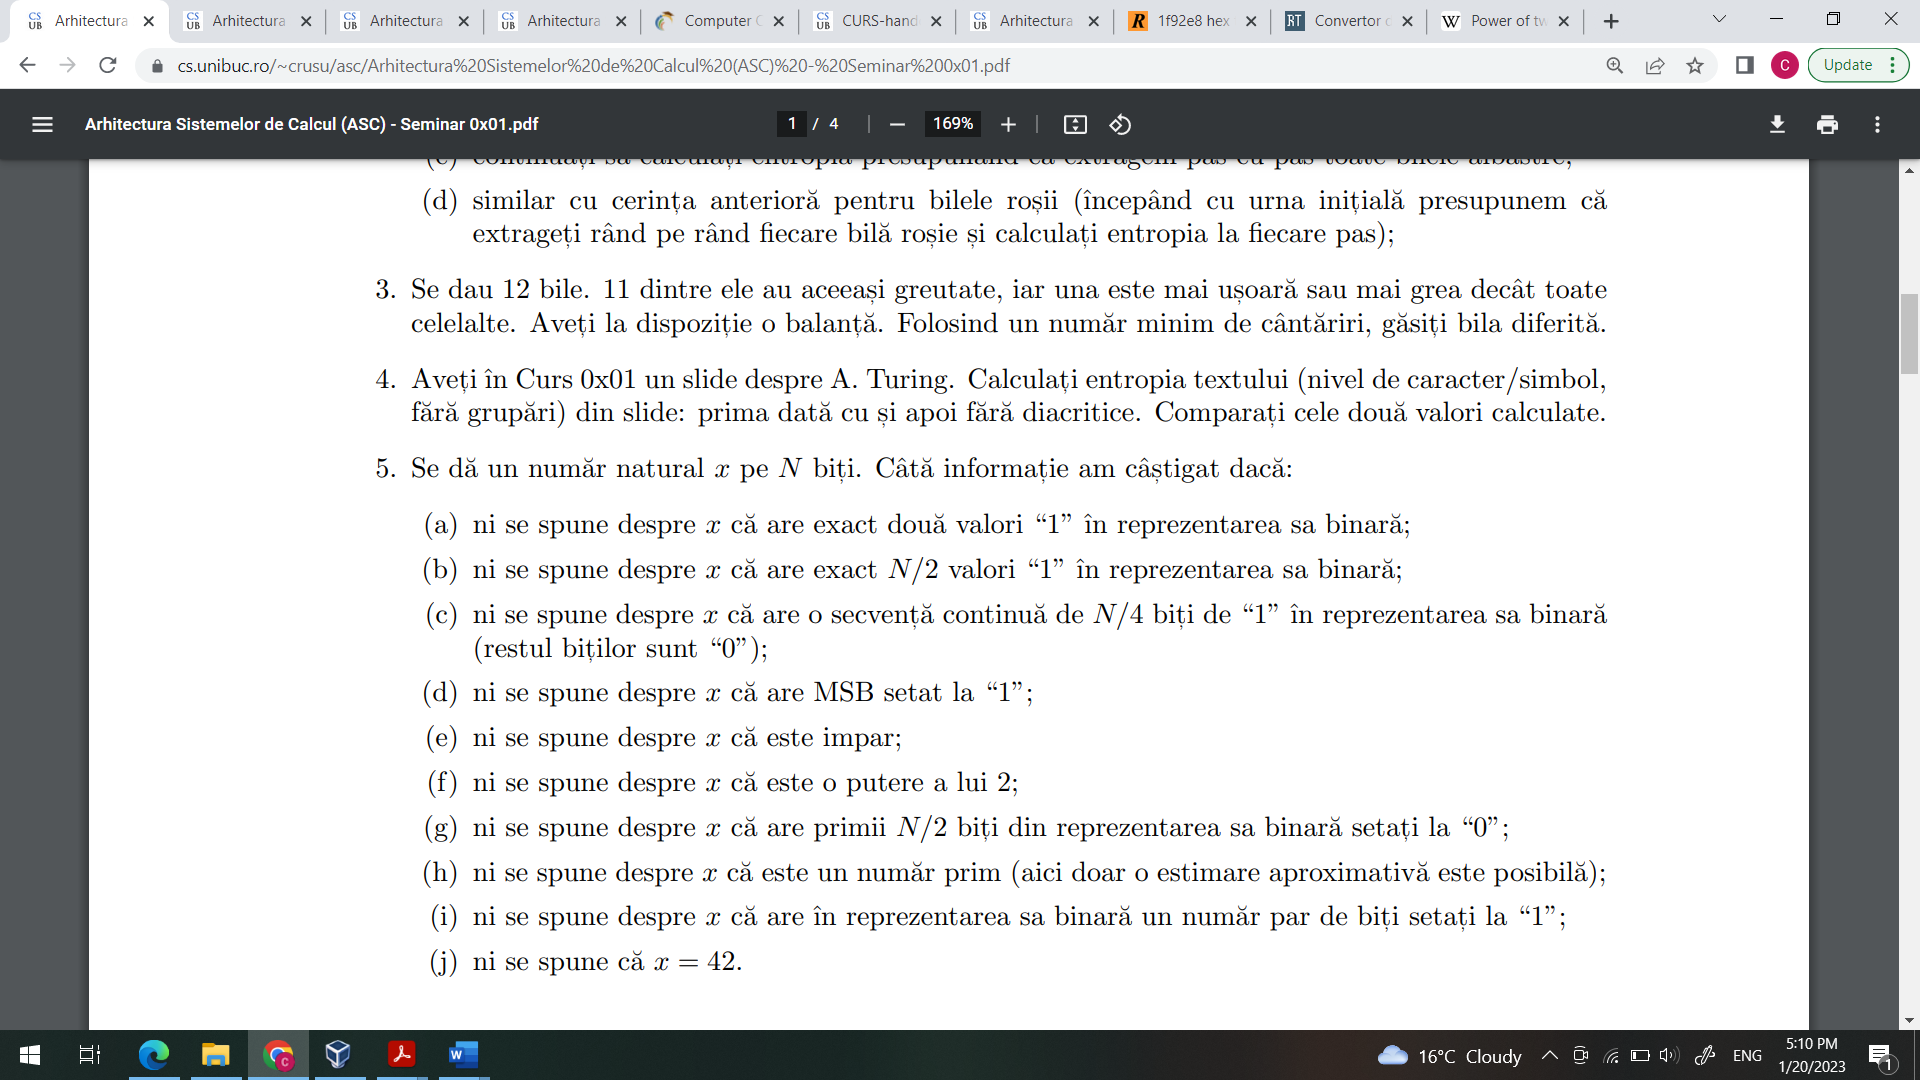 Arhitectura
Arhitectura
Arhitectura
Arhitectura
Computer
CURS-hand
Arhitectura
1f92e8 hex
Convertor
Power of tw
cs.unibuc.ro/~crusu/asc/Arhitectura%20Sistemelor%20de%20Calcul%20(ASC)%20-%20Seminar%200x01.pdf
C
Update
Arhitectura Sistemelor de Calcul (ASC) - Seminar 0x01.pdf
1 / 4
169%
(d) similar cu cerința anterioară pentru bilele roșii (începând cu urna inițială presupunem că
extrageți rând pe rând fiecare bilă roșie și calculați entropia la fiecare pas);
3. Se dau 12 bile. 11 dintre ele au aceeași greutate, iar una este mai ușoară sau mai grea decât toate
celelalte. Aveți la dispoziție o balanță. Folosind un număr minim de cântăriri, găsiți bila diferită.
4. Aveți în Curs 0x01 un slide despre A. Turing. Calculați entropia textului (nivel de caracter/simbol,
fără grupări) din slide: prima dată cu și apoi fără diacritice. Comparați cele două valori calculate.
5. Se dă un număr natural x pe N biți. Câtă informație am câștigat dacă:
(a) ni se spune despre x că are exact două valori “1” în reprezentarea sa binară;
(b) ni se spune despre x că are exact N/2 valori “1” în reprezentarea sa binară;
(c) ni se spune despre x că are o secvență continuă de N/4 biți de “1” în reprezentarea sa binară
(restul biților sunt “0”);
(d) ni se spune despre x că are MSB setat la “1”;
(e) ni se spune despre x că este impar;
(f) ni se spune despre x că este o putere a lui 2;
(g) ni se spune despre x că are primii N/2 biți din reprezentarea sa binară setați la “0”;
(h) ni se spune despre x că este un număr prim (aici doar o estimare aproximativă este posibilă);
(i) ni se spune despre x că are în reprezentarea sa binară un număr par de biți setați la “1”;
(j) ni se spune că x = 42.
16°C Cloudy
ENG
5:10 PM
1/20/2023
1